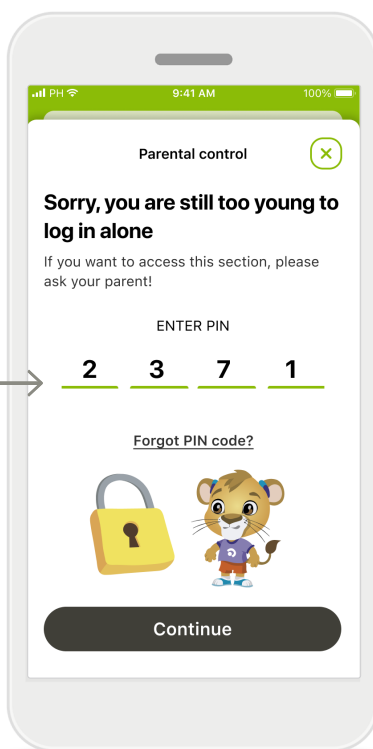 PH 9:41 AM 100%
Parental control
Sorry, you are still too young to
log in alone
If you want to access this section, please
ask your parent!
ENTER PIN
2 3 7 1
Forgot PIN code?
Continue